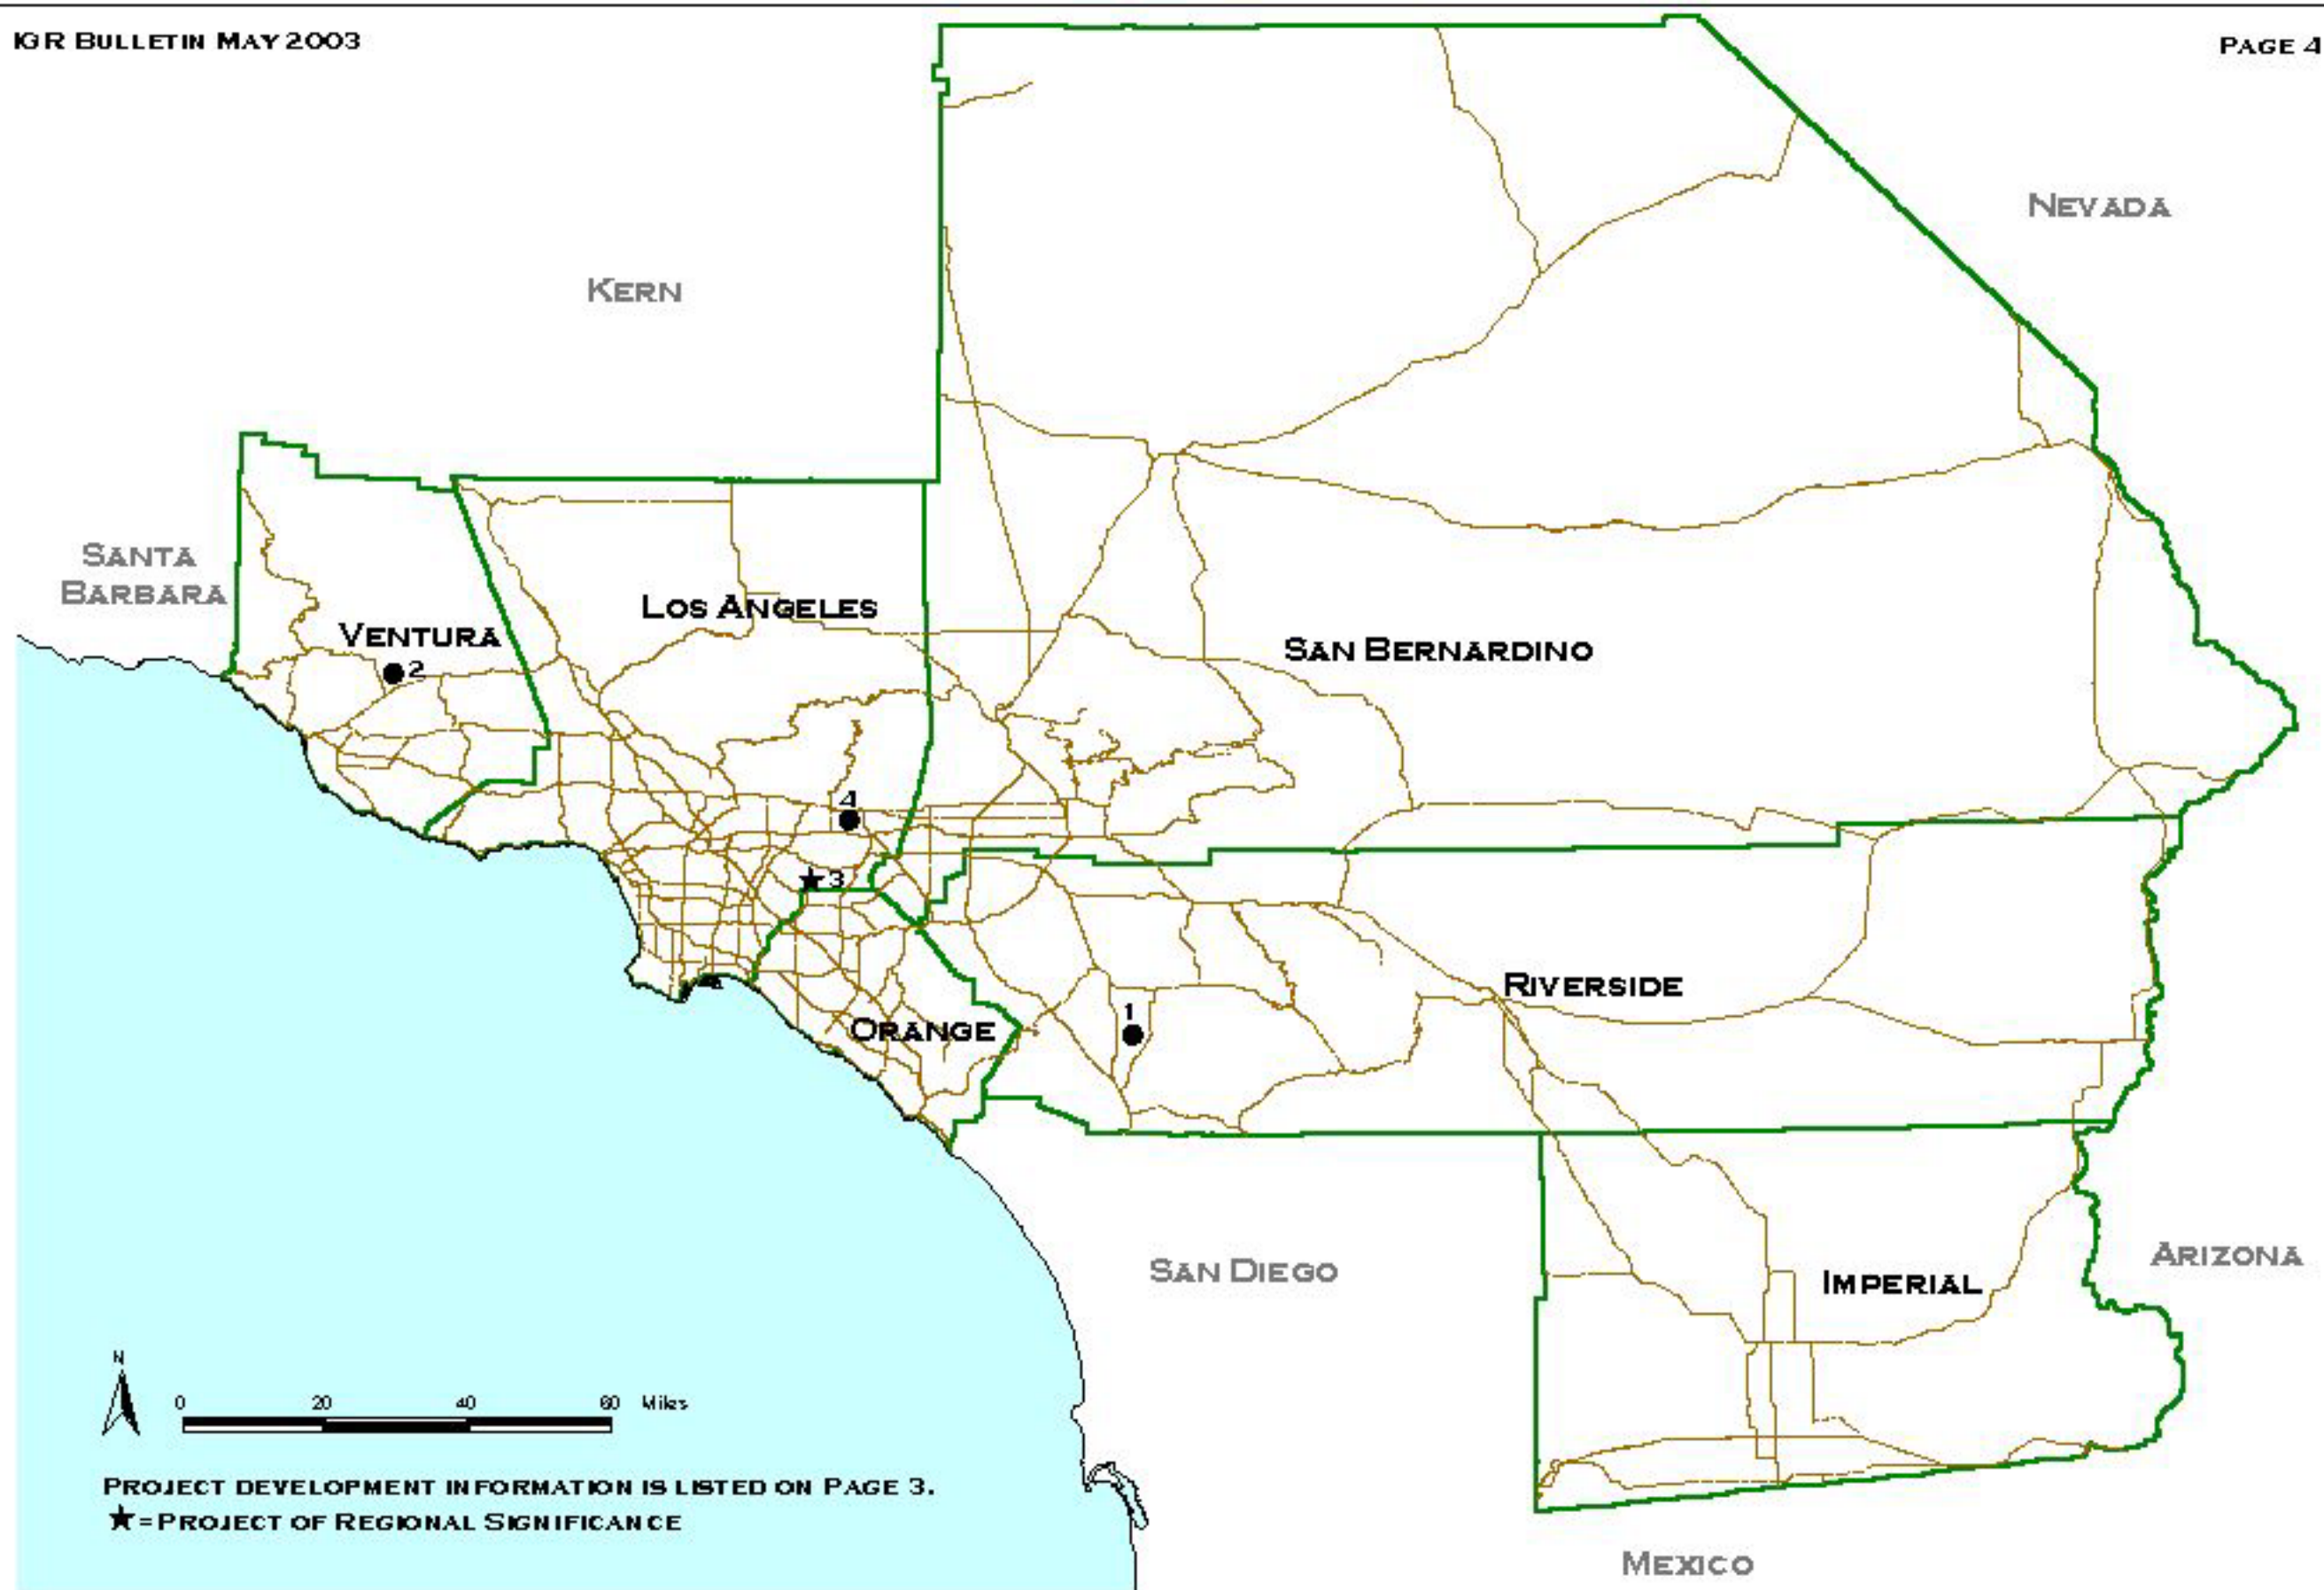 IGR BULLETIN MAY 2003
PAGE 4
NEVADA
KERN
SANTA
BARBARA
LOS ANGELES
VENTURA
2
SAN BERNARDINO
4
3
RIVERSIDE
1
ORANGE
SAN DIEGO
ARIZONA
IMPERIAL
N
0 20 40 60 Miles
PROJECT DEVELOPMENT INFORMATION IS LISTED ON PAGE 3.
★=PROJECT OF REGIONAL SIGNIFICANCE
MEXICO